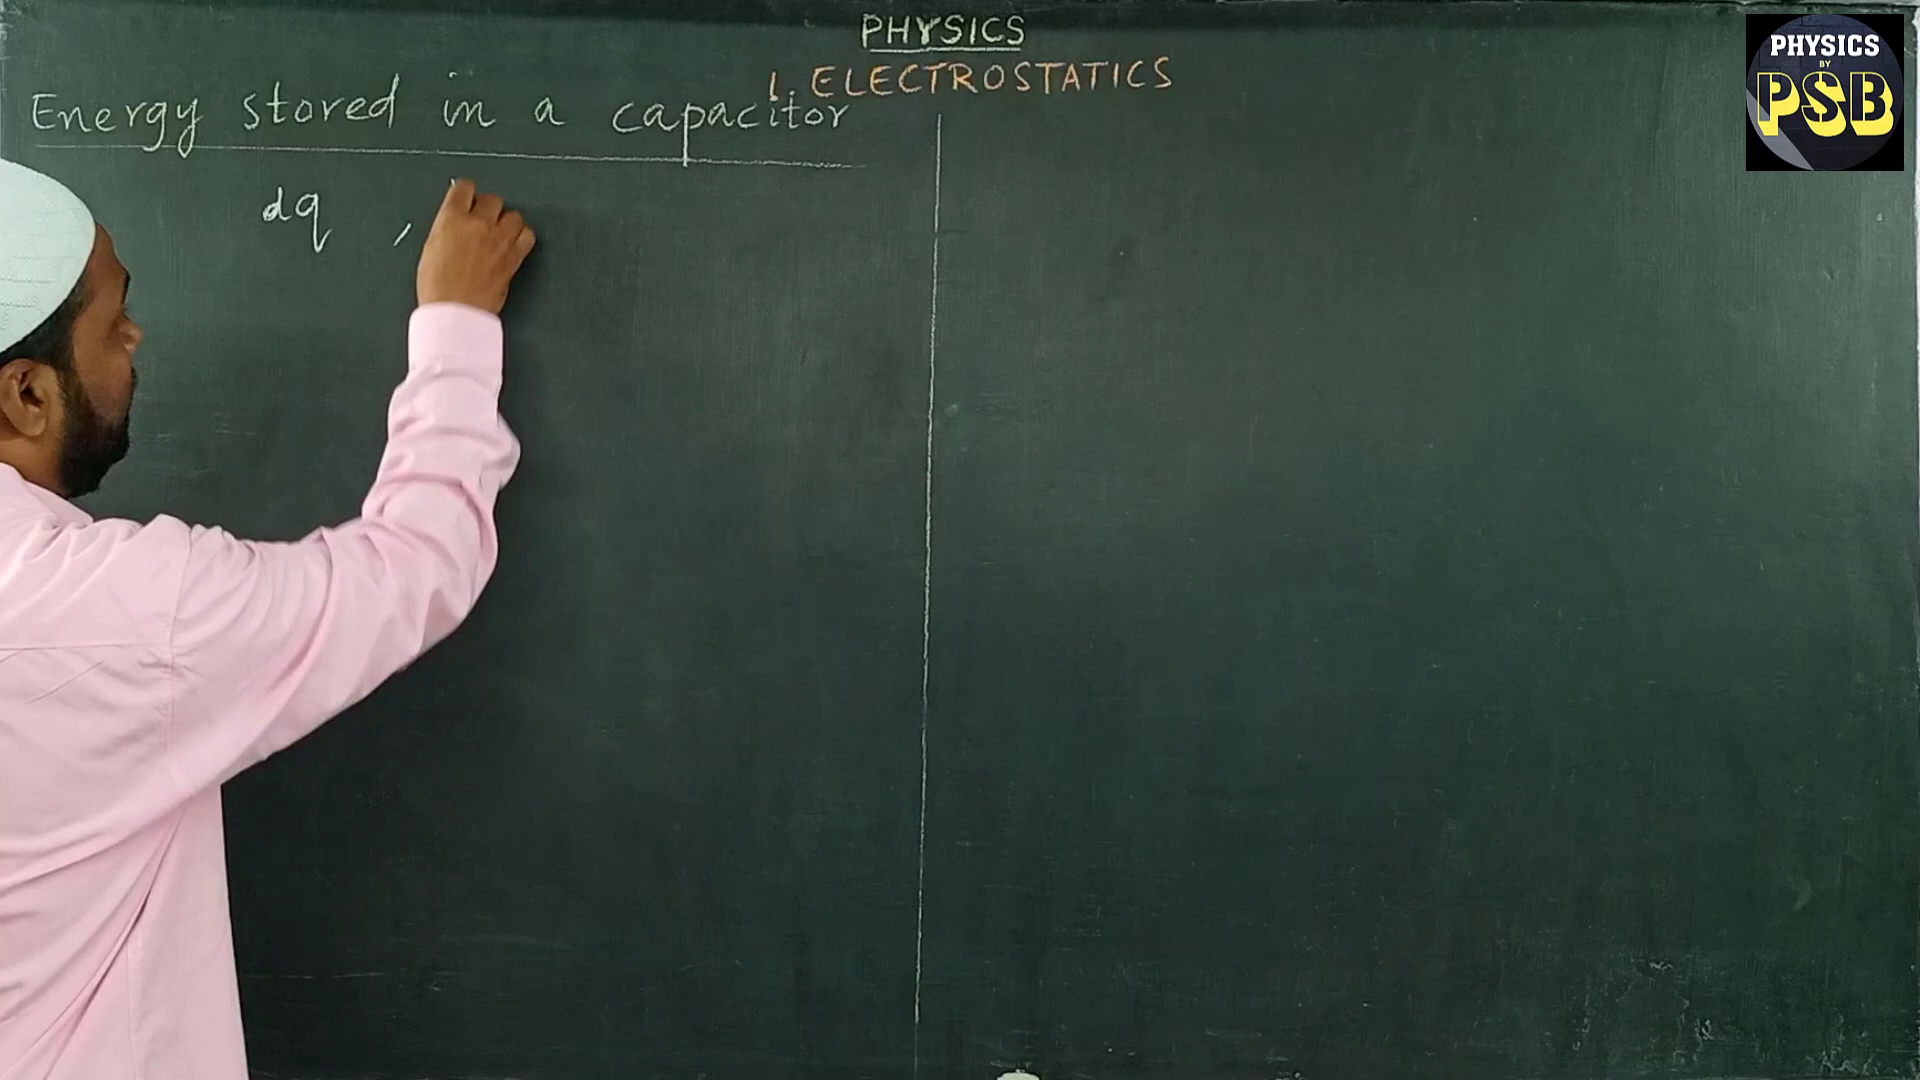 PHYSICS
1. ELECTROSTATICS
Energy stored in a capacitor
dq ,
PHYSICS
BY
PSB